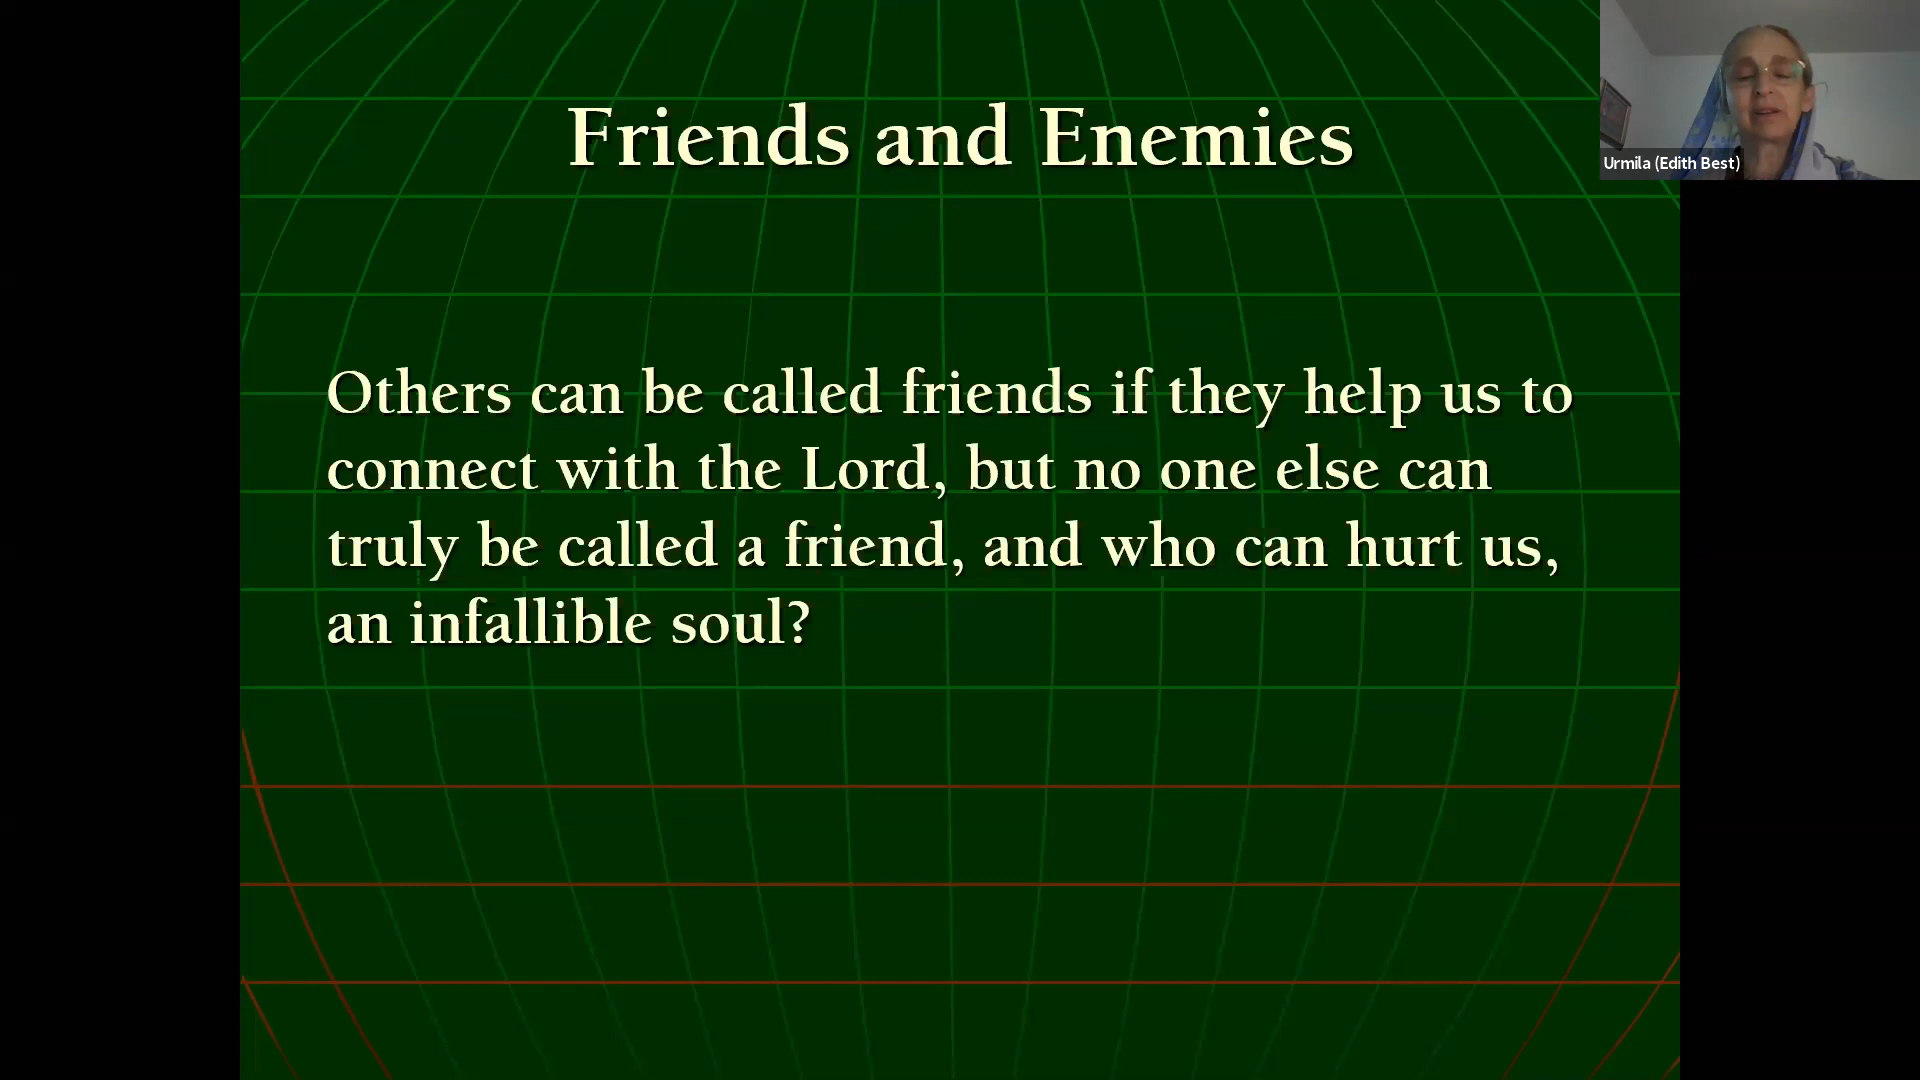 Friends and Enemies
Urmila (Edith Best)
Others can be called friends if they help us to
connect with the Lord, but no one else can
truly be called a friend, and who can hurt us,
an infallible soul?